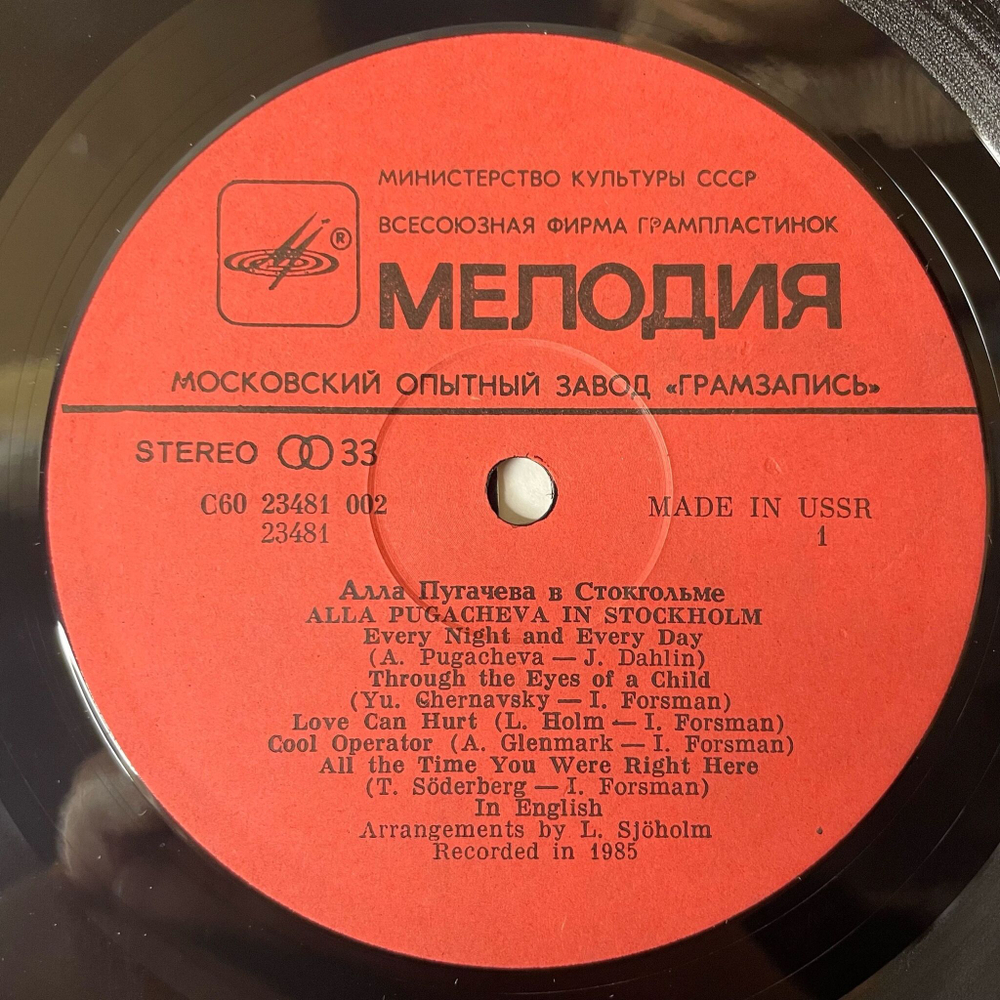 МИНИСТЕРСТВО КУЛЬТУРЫ СССР
ВСЕСОЮЗНАЯ ФИРМА ГРАМПЛАСТИНОК
®
МЕЛОДИЯ
МОСКОВСКИЙ ОПЫТНЫЙ ЗАВОД «ГРАМЗАПИСЬ»
STEREO 33
С60 23481 002
23481
MADE IN USSR
1
Алла Пугачева в Стокгольме
ALLA PUGACHEVA IN STOCKHOLM
Every Night and Every Day
(A. Pugacheva — J. Dahlin)
Through the Eyes of a Child
(Yu. Chernavsky — I. Forsman)
Love Can Hurt (L. Holm — I. Forsman)
Cool Operator (A. Glenmark — I. Forsman)
All the Time You Were Right Here
(T. Söderberg — I. Forsman)
In English
Arrangements by L. Sjöholm
Recorded in 1985